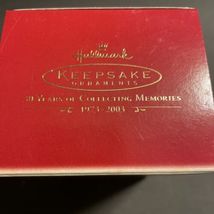 Hallmark
KEEPSAKE
ORNAMENTS
30 YEARS OF COLLECTING MEMORIES
1973-2003